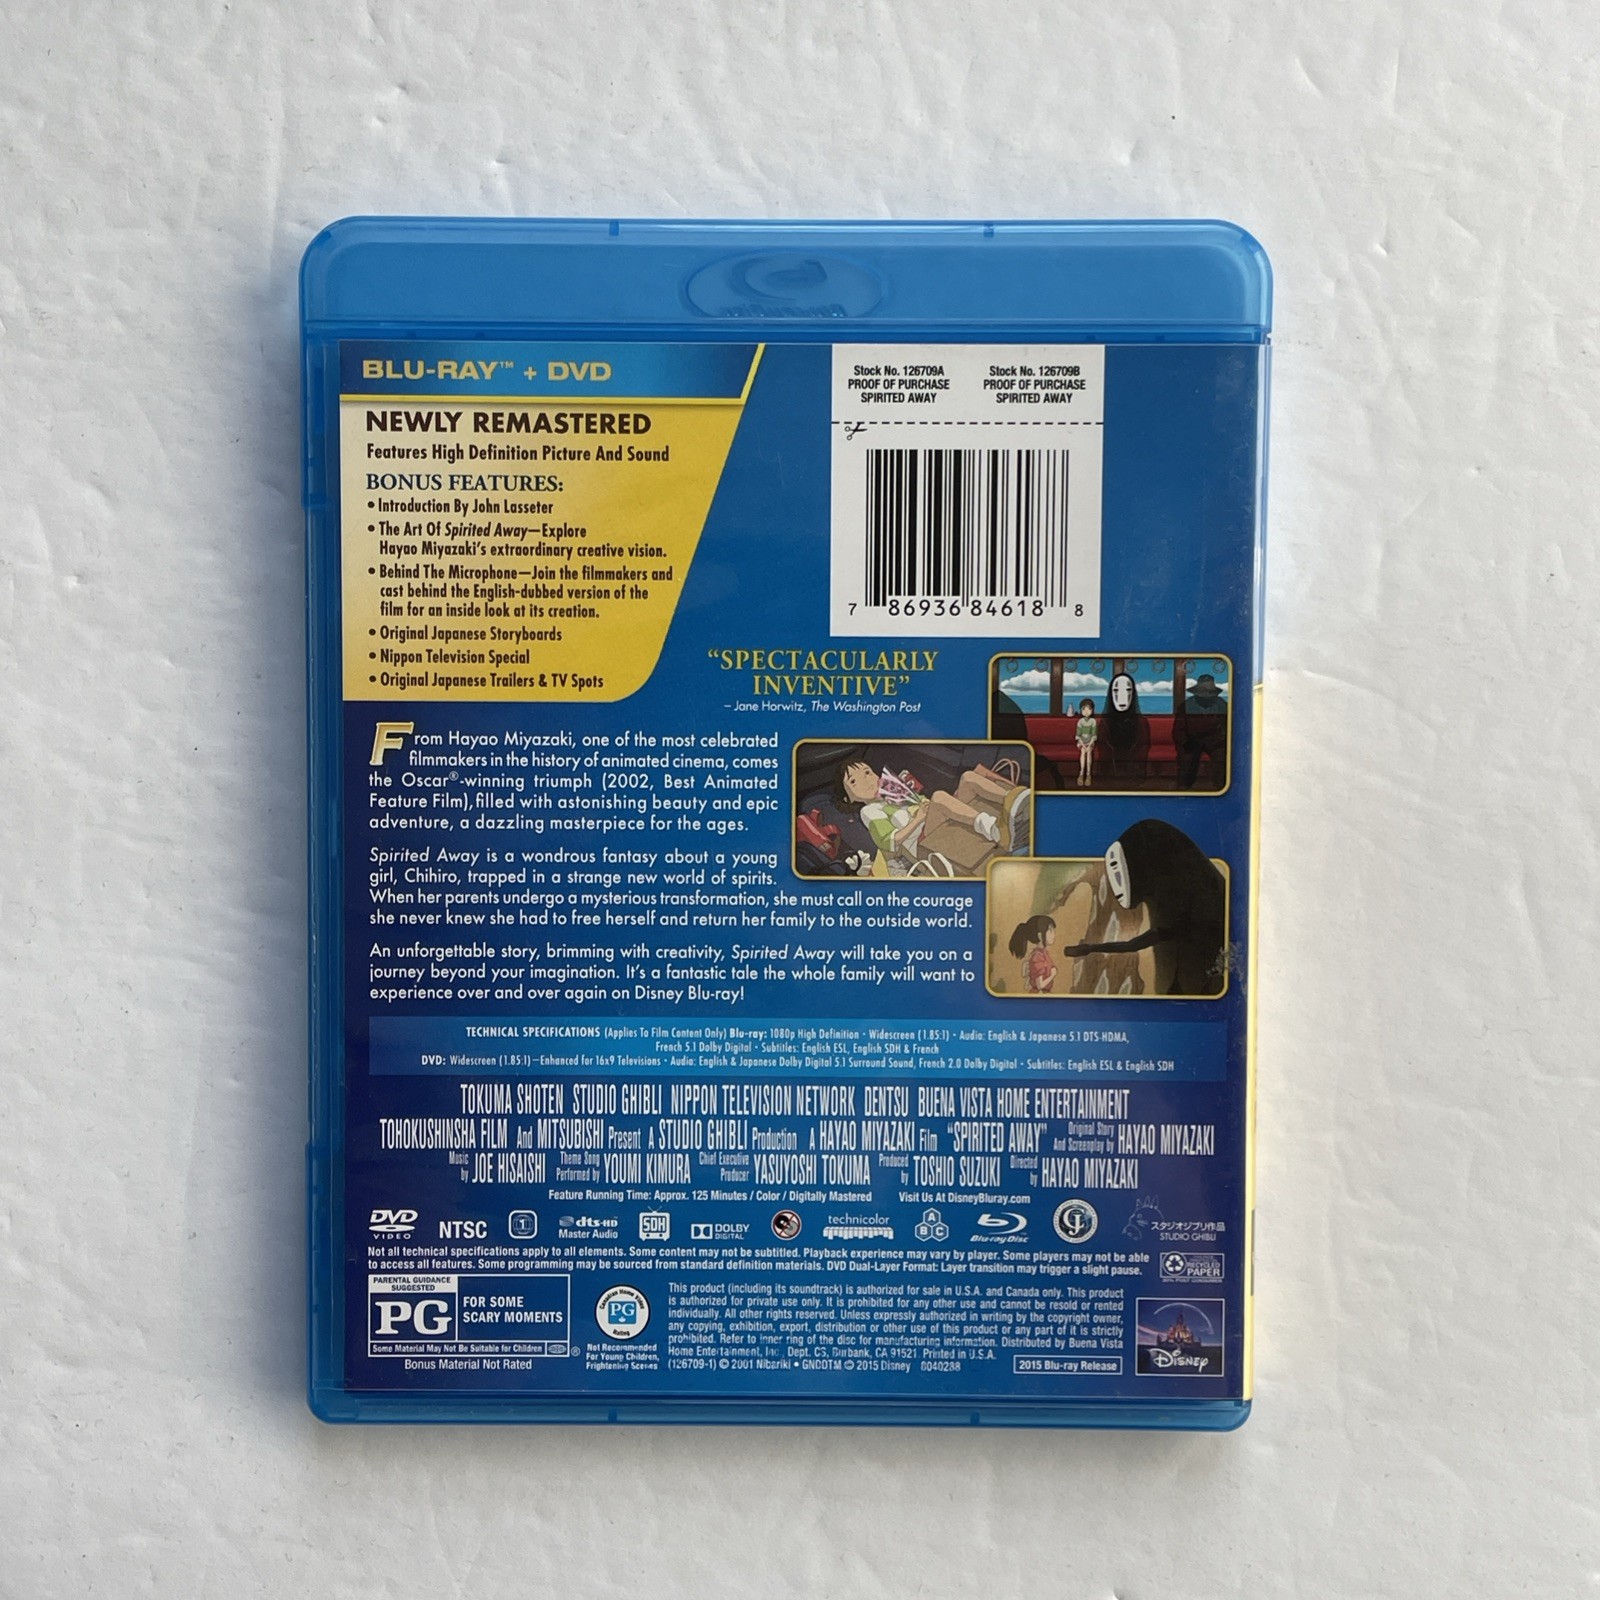 BLU-RAY™ + DVD
NEWLY REMASTERED
Features High Definition Picture And Sound
BONUS FEATURES:
• Introduction By John Lasseter
• The Art Of Spirited Away—Explore
Hayao Miyazaki's extraordinary creative vision.
• Behind The Microphone—Join the filmmakers and
cast behind the English-dubbed version of the
film for an inside look at its creation.
• Original Japanese Storyboards
• Nippon Television Special
• Original Japanese Trailers & TV Spots
Stock No. 126709A
PROOF OF PURCHASE
SPIRITED AWAY
Stock No. 126709B
PROOF OF PURCHASE
SPIRITED AWAY
7 86936 84618 8
“SPECTACULARLY
INVENTIVE”
– Jane Horwitz, The Washington Post
From Hayao Miyazaki, one of the most celebrated
filmmakers in the history of animated cinema, comes
the Oscar®-winning triumph (2002, Best Animated
Feature Film), filled with astonishing beauty and epic
adventure, a dazzling masterpiece for the ages.
Spirited Away is a wondrous fantasy about a young
girl, Chihiro, trapped in a strange new world of spirits.
When her parents undergo a mysterious transformation, she must call on the courage
she never knew she had to free herself and return her family to the outside world.
An unforgettable story, brimming with creativity, Spirited Away will take you on a
journey beyond your imagination. It's a fantastic tale the whole family will want to
experience over and over again on Disney Blu-ray!
TECHNICAL SPECIFICATIONS (Applies To Film Content Only) Blu-ray: 1080p High Definition • Widescreen (1.85:1) • Audio: English & Japanese 5.1 DTS-HDMA,
French 5.1 Dolby Digital • Subtitles: English ESL, English SDH & French
DVD: Widescreen (1.85:1)—Enhanced for 16x9 Televisions • Audio: English & Japanese Dolby Digital 5.1 Surround Sound, French 2.0 Dolby Digital • Subtitles: English ESL & English SDH
TOKUMA SHOTEN STUDIO GHIBLI NIPPON TELEVISION NETWORK DENTSU BUENA VISTA HOME ENTERTAINMENT
TOHOKUSHINSHA FILM And MITSUBISHI Present A STUDIO GHIBLI Production A HAYAO MIYAZAKI Film “SPIRITED AWAY” Original Story And Screenplay by HAYAO MIYAZAKI
Music by JOE HISAISHI Theme Song Performed by YOUMI KIMURA Chief Executive Producer YASUYOSHI TOKUMA Produced by TOSHIO SUZUKI Directed by HAYAO MIYAZAKI
Feature Running Time: Approx. 125 Minutes / Color / Digitally Mastered Visit Us At DisneyBluray.com
DVD VIDEO
NTSC
1
dts-HD Master Audio
SDH
DOLBY DIGITAL
technicolor
A B C
Blu-ray Disc
スタジオジブリ作品
STUDIO GHIBLI
Not all technical specifications apply to all elements. Some content may not be subtitled. Playback experience may vary by player. Some players may not be able
to access all features. Some programming may be sourced from standard definition materials. DVD Dual-Layer Format: Layer transition may trigger a slight pause.
RECYCLED
PAPER
PARENTAL GUIDANCE SUGGESTED
PG
FOR SOME
SCARY MOMENTS
Some Material May Not Be Suitable for Children
®
Bonus Material Not Rated
Canadian Home Video
PG
Rating
Not Recommended
For Young Children,
Frightening Scenes
This product (including its soundtrack) is authorized for sale in U.S.A. and Canada only. This product
is authorized for private use only. It is prohibited for any other use and cannot be resold or rented
individually. All other rights reserved. Unless expressly authorized in writing by the copyright owner,
any copying, exhibition, export, distribution or other use of this product or any part of it is strictly
prohibited. Refer to inner ring of the disc for manufacturing information. Distributed by Buena Vista
Home Entertainment, Inc., Dept. CS, Burbank, CA 91521. Printed in U.S.A.
(126709-1) © 2001 Nibariki • GNDDTM © 2015 Disney 8040288
2015 Blu-ray Release
Disney